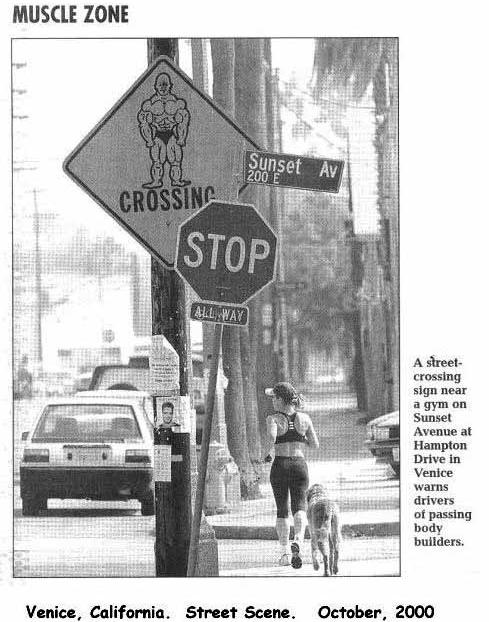 MUSCLE ZONE
CROSSING
Sunset Av
200 E
STOP
ALL WAY
A street-
crossing
sign near
a gym on
Sunset
Avenue at
Hampton
Drive in
Venice
warns
drivers
of passing
body
builders.
Venice, California. Street Scene. October, 2000